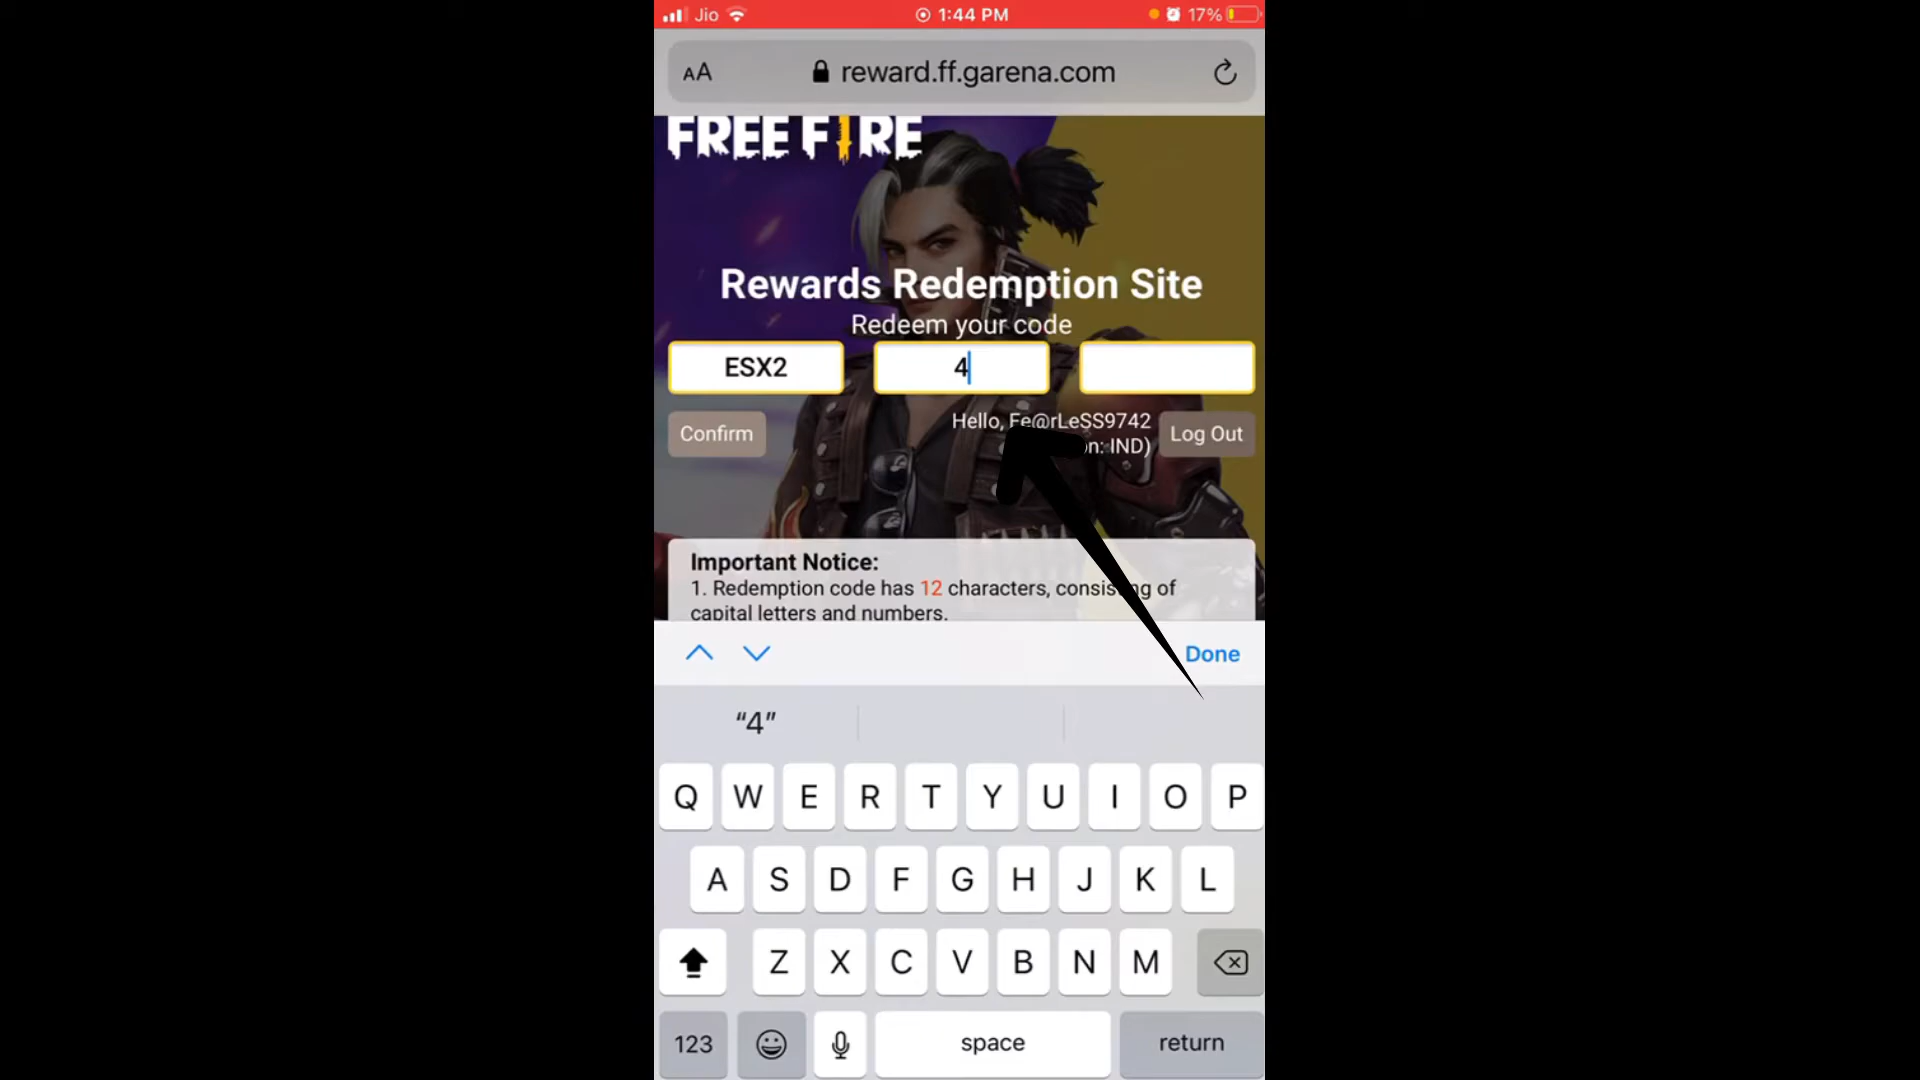 Jio 1:44 PM 17%
AA reward.ff.garena.com
FREE FIRE
Rewards Redemption Site
Redeem your code
ESX2 4
Confirm Hello, Fe@rLeSS9742 Log Out
n: IND)
Important Notice:
1. Redemption code has 12 characters, of
capital letters and numbers.
Done
“4”
Q W E R T Y U I O P
A S D F G H J K L
Z X C V B N M
123 space return